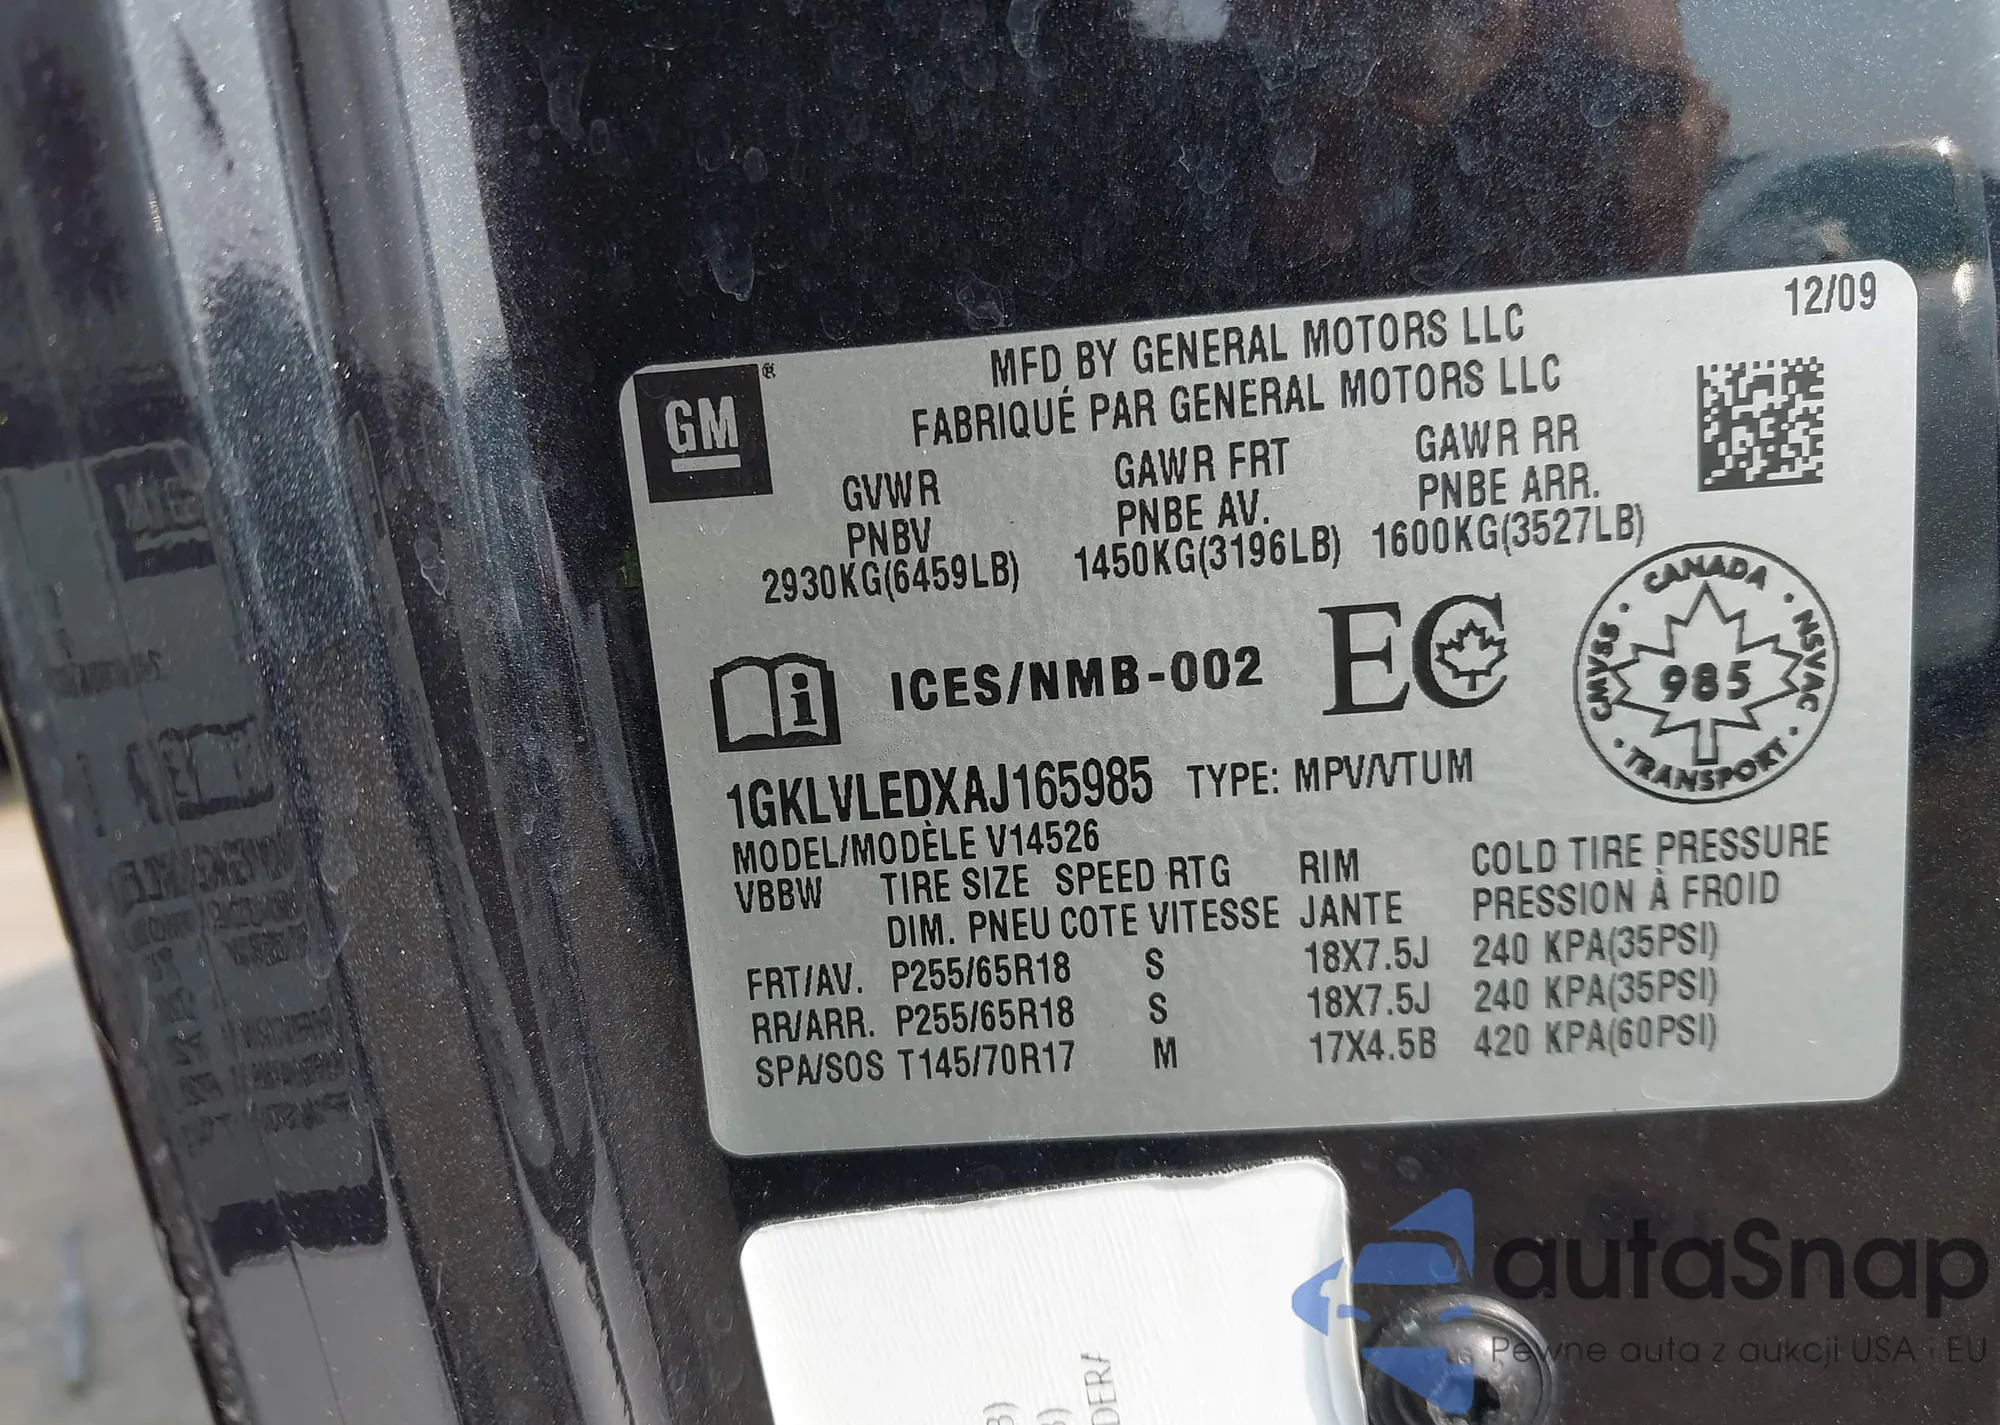 12/09
GM®
MFD BY GENERAL MOTORS LLC
FABRIQUÉ PAR GENERAL MOTORS LLC
GVWR GAWR FRT GAWR RR
PNBV PNBE AV. PNBE ARR.
2930KG(6459LB) 1450KG(3196LB) 1600KG(3527LB)
ICES/NMB-002 EC
CANADA
CMVSS · NSVAC
985
TRANSPORT
1GKLVLEDXAJ165985 TYPE: MPV/VTUM
MODEL/MODÈLE V14526
VBBW TIRE SIZE SPEED RTG RIM COLD TIRE PRESSURE
DIM. PNEU COTE VITESSE JANTE PRESSION À FROID
FRT/AV. P255/65R18 S 18X7.5J 240 KPA(35PSI)
RR/ARR. P255/65R18 S 18X7.5J 240 KPA(35PSI)
SPA/SOS T145/70R17 M 17X4.5B 420 KPA(60PSI)
autaSnap
Pewne auta z aukcji USA i EU